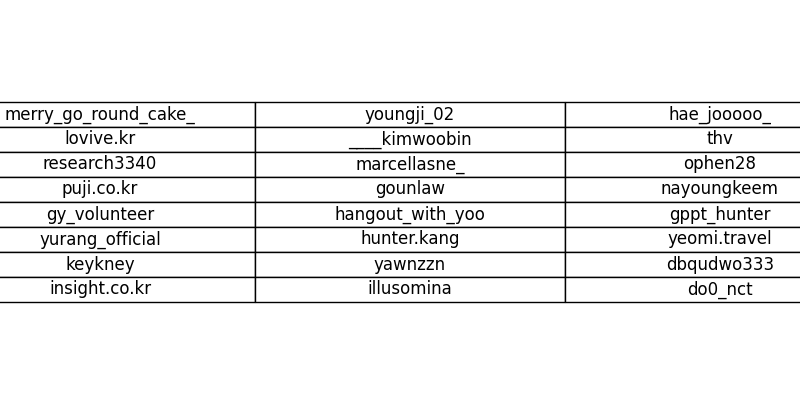 merry_go_round_cake_ youngji_02 hae_jooooo_
lovive.kr ____kimwoobin thv
research3340 marcellasne_ ophen28
puji.co.kr gounlaw nayoungkeem
gy_volunteer hangout_with_yoo gppt_hunter
yurang_official hunter.kang yeomi.travel
keykney yawnzzn dbqudwo333
insight.co.kr illusomina do0_nct